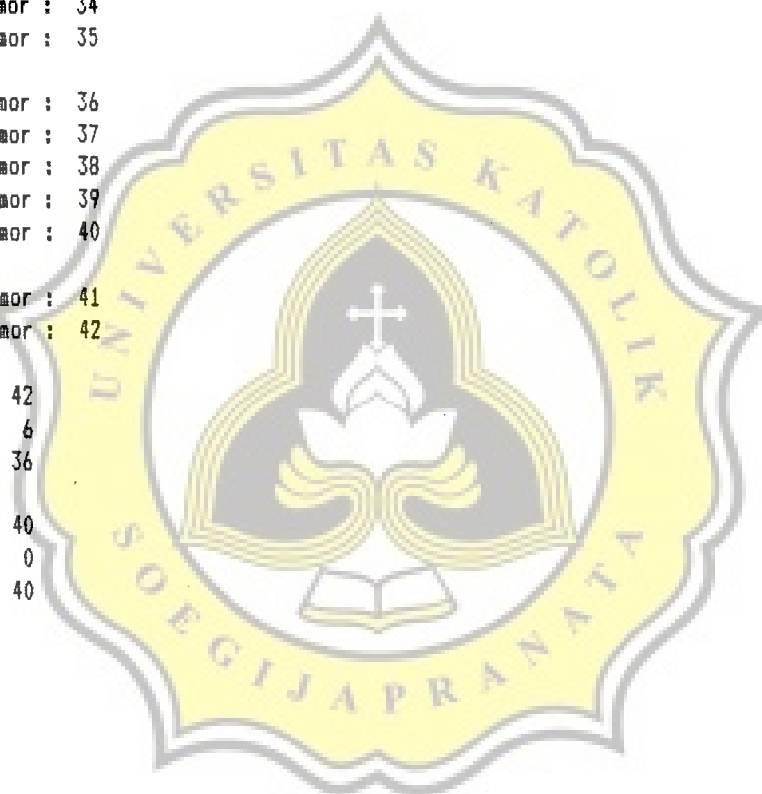 mor : 34
mor : 35
mor : 36
mor : 37
mor : 38
mor : 39
mor : 40
mor : 41
mor : 42
42
6
36
40
0
40
UNIVERSITAS KATOLIK
SOEGIJAPRANATA